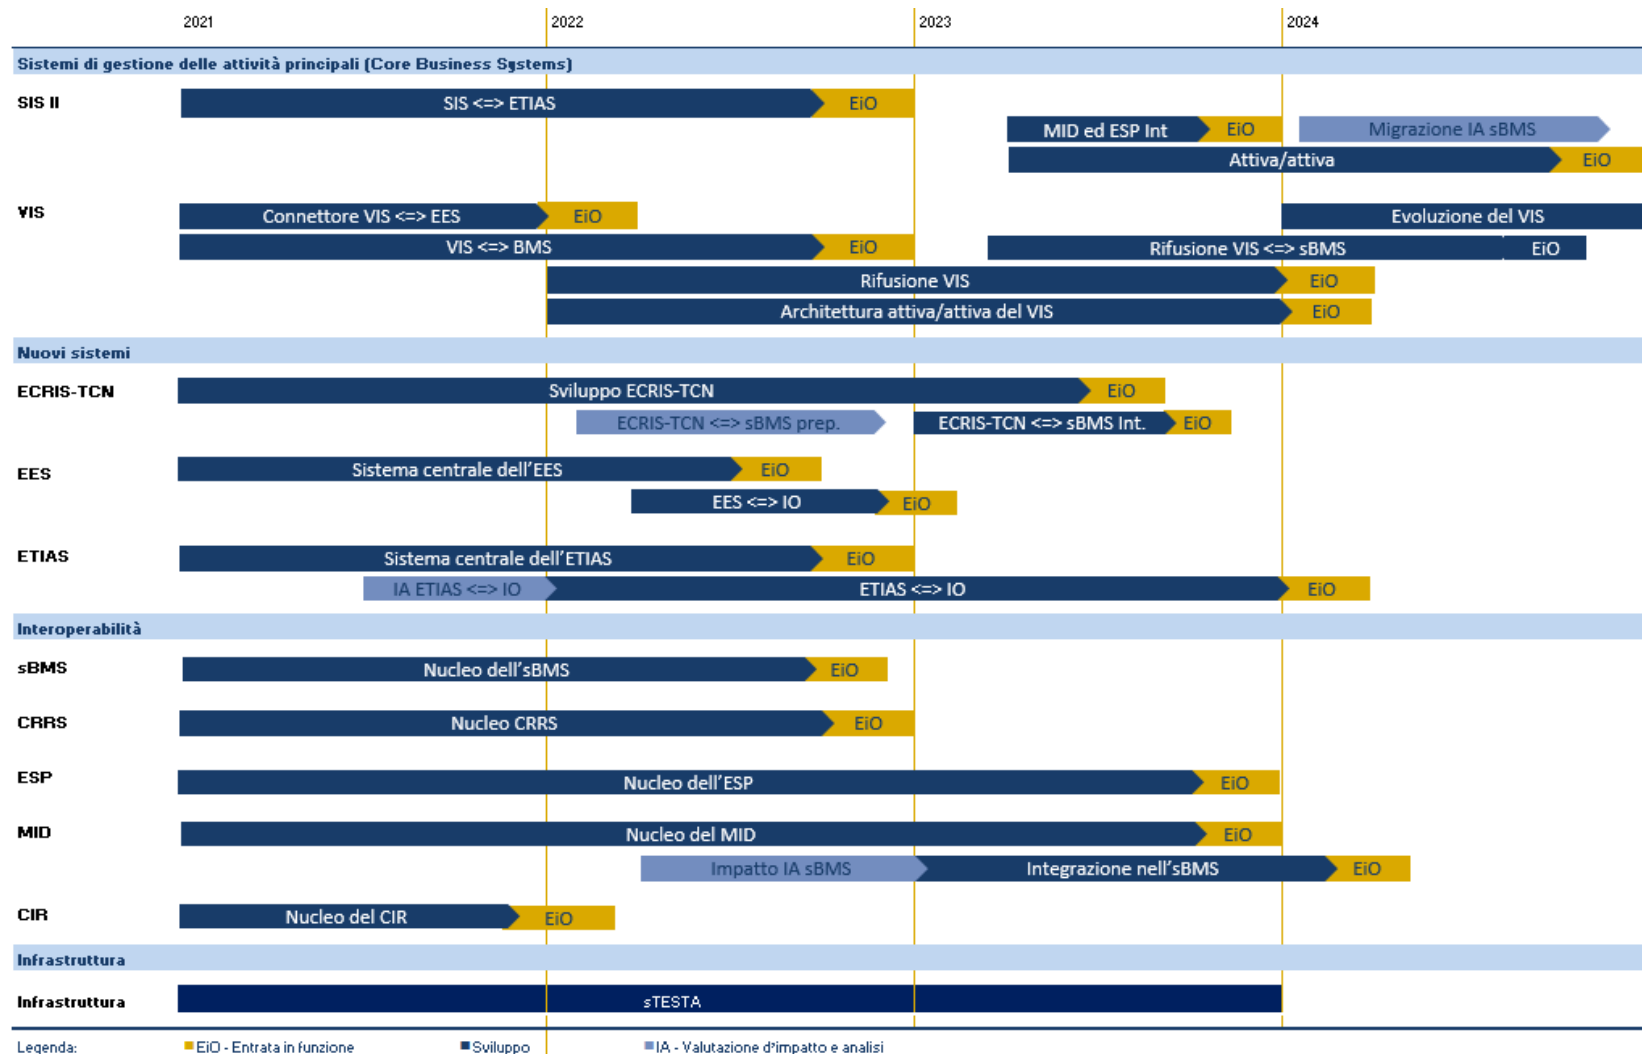 2021 2022 2023 2024
Sistemi di gestione delle attività principali (Core Business Systems)
SIS II
SIS <=> ETIAS EiO
MID ed ESP Int EiO Migrazione IA sBMS
Attiva/attiva EiO
VIS
Connettore VIS <=> EES EiO Evoluzione del VIS
VIS <=> BMS EiO Rifusione VIS <=> sBMS EiO
Rifusione VIS EiO
Architettura attiva/attiva del VIS EiO
Nuovi sistemi
ECRIS-TCN
Sviluppo ECRIS-TCN EiO
ECRIS-TCN <=> sBMS prep. ECRIS-TCN <=> sBMS Int. EiO
EES
Sistema centrale dell'EES EiO
EES <=> IO EiO
ETIAS
Sistema centrale dell'ETIAS EiO
IA ETIAS <=> IO ETIAS <=> IO EiO
Interoperabilità
sBMS Nucleo dell'sBMS EiO
CRRS Nucleo CRRS EiO
ESP Nucleo dell'ESP EiO
MID Nucleo del MID EiO
Impatto IA sBMS Integrazione nell'sBMS EiO
CIR Nucleo del CIR EiO
Infrastruttura
Infrastruttura sTESTA
Legenda: EiO - Entrata in funzione Sviluppo IA - Valutazione d'impatto e analisi